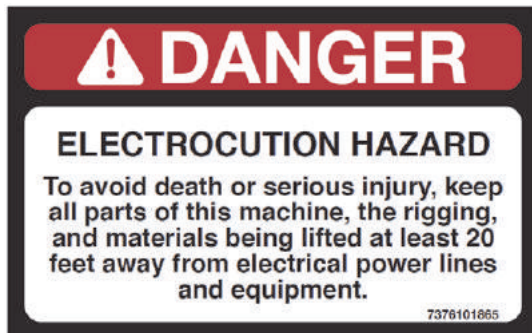 DANGER
ELECTROCUTION HAZARD
To avoid death or serious injury, keep
all parts of this machine, the rigging,
and materials being lifted at least 20
feet away from electrical power lines
and equipment.
7376101865